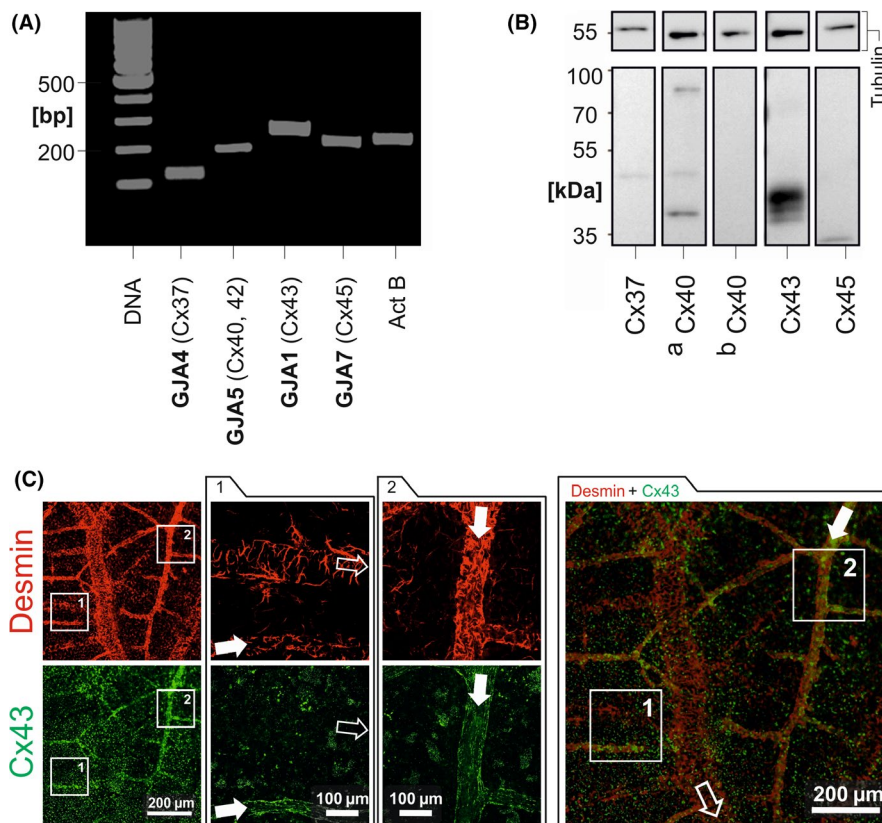 (A)
500
[bp]
200
DNA
GJA4 (Cx37)
GJA5 (Cx40, 42)
GJA1 (Cx43)
GJA7 (Cx45)
Act B
(B)
55
Tubulin
100
70
55
[kDa]
35
Cx37
a Cx40
b Cx40
Cx43
Cx45
(C)
1
2
Desmin + Cx43
Desmin
2
1
2
1
Cx43
2
1
200 µm
100 µm
100 µm
200 µm